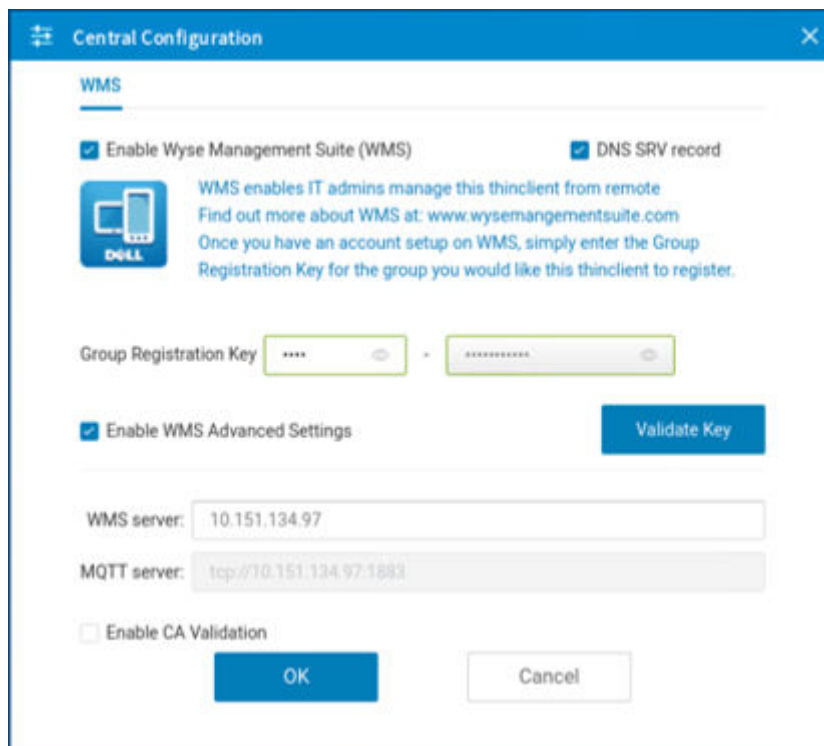 Central Configuration
WMS
Enable Wyse Management Suite (WMS) DNS SRV record
WMS enables IT admins manage this thinclient from remote
Find out more about WMS at: www.wysemangementsuite.com
Once you have an account setup on WMS, simply enter the Group
Registration Key for the group you would like this thinclient to register.
DELL
Group Registration Key •••• - •••••••••••
Enable WMS Advanced Settings Validate Key
WMS server: 10.151.134.97
MQTT server: tcp://10.151.134.97:1883
Enable CA Validation
OK Cancel